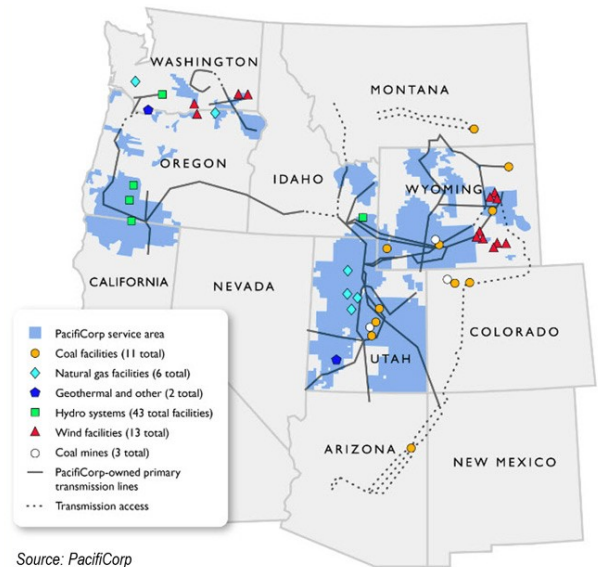 WASHINGTON
MONTANA
OREGON
IDAHO
WYOMING
CALIFORNIA
NEVADA
UTAH
COLORADO
ARIZONA
NEW MEXICO
PacifiCorp service area
Coal facilities (11 total)
Natural gas facilities (6 total)
Geothermal and other (2 total)
Hydro systems (43 total facilities)
Wind facilities (13 total)
Coal mines (3 total)
PacifiCorp-owned primary
transmission lines
Transmission access
Source: PacifiCorp